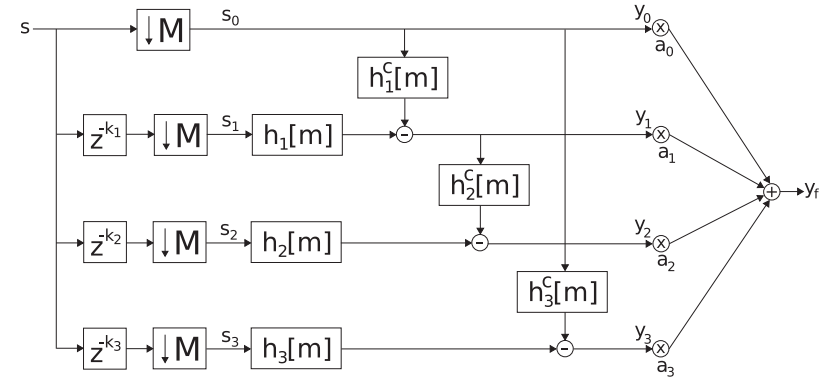 s ↓M s₀ y₀ x a₀
h₁ᶜ[m]
z⁻ᵏ¹ ↓M s₁ h₁[m] - y₁ x a₁
h₂ᶜ[m] + y_f
z⁻ᵏ² ↓M s₂ h₂[m] - y₂ x a₂
h₃ᶜ[m]
z⁻ᵏ³ ↓M s₃ h₃[m] - y₃ x a₃